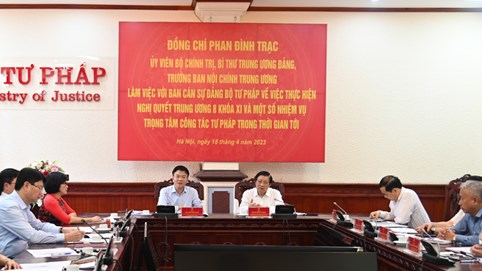 ĐỒNG CHÍ PHAN ĐÌNH TRẠC
ỦY VIÊN BỘ CHÍNH TRỊ, BÍ THƯ TRUNG ƯƠNG ĐẢNG,
TRƯỞNG BAN NỘI CHÍNH TRUNG ƯƠNG
LÀM VIỆC VỚI BAN CÁN SỰ ĐẢNG BỘ TƯ PHÁP VỀ VIỆC THỰC HIỆN
NGHỊ QUYẾT TRUNG ƯƠNG 8 KHÓA XI VÀ MỘT SỐ NHIỆM VỤ
TRỌNG TÂM CÔNG TÁC TƯ PHÁP TRONG THỜI GIAN TỚI
Hà Nội, ngày 18 tháng 4 năm 2023
TƯ PHÁP
istry of Justice